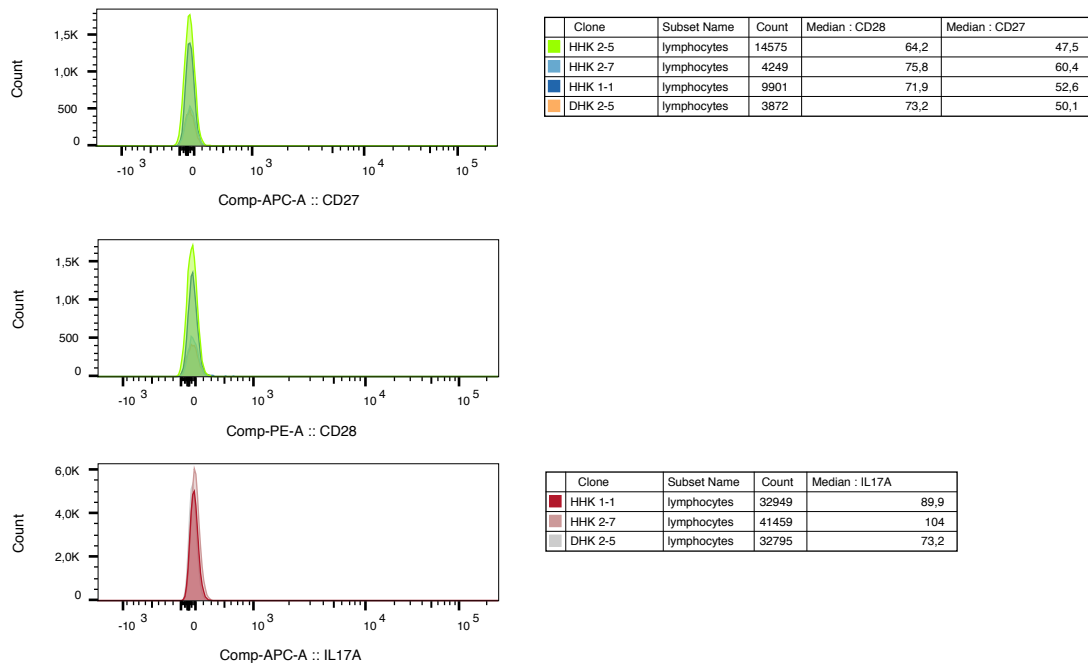 1,5K
1,0K
500
0
Count
-10 3 0 10 3 10 4 10 5
Comp-APC-A :: CD27
Clone Subset Name Count Median : CD28 Median : CD27
HHK 2-5 lymphocytes 14575 64,2 47,5
HHK 2-7 lymphocytes 4249 75,8 60,4
HHK 1-1 lymphocytes 9901 71,9 52,6
DHK 2-5 lymphocytes 3872 73,2 50,1
1,5K
1,0K
500
0
Count
-10 3 0 10 3 10 4 10 5
Comp-PE-A :: CD28
6,0K
4,0K
2,0K
0
Count
-10 3 0 10 3 10 4 10 5
Comp-APC-A :: IL17A
Clone Subset Name Count Median : IL17A
HHK 1-1 lymphocytes 32949 89,9
HHK 2-7 lymphocytes 41459 104
DHK 2-5 lymphocytes 32795 73,2